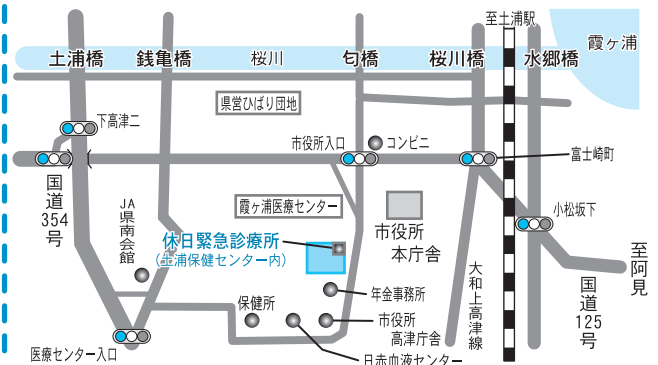 至土浦駅
霞ヶ浦
土浦橋
銭亀橋
桜川
匂橋
桜川橋
水郷橋
県営ひばり団地
下高津二
市役所入口
コンビニ
富士崎町
国道
354
号
JA
県南会館
霞ヶ浦医療センター
市役所
本庁舎
小松坂下
休日緊急診療所
(土浦保健センター内)
至阿見
大和上高津線
国道
125
号
年金事務所
保健所
市役所
高津庁舎
医療センター入口
日赤血液センター